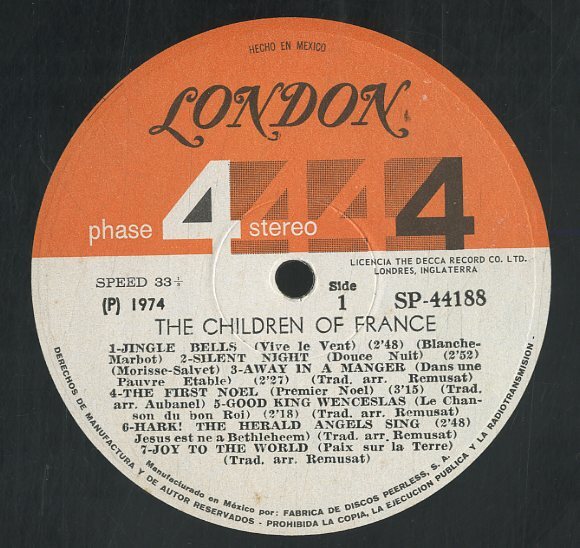 HECHO EN MEXICO
LONDON
phase 4 stereo 4 4 4
LICENCIA THE DECCA RECORD CO. LTD.
LONDRES, INGLATERRA
SPEED 33 1/3
Side
1
(P) 1974
SP-44188
THE CHILDREN OF FRANCE
1-JINGLE BELLS (Vive le Vent) (2'48) (Blanche-
Marbot) 2-SILENT NIGHT (Douce Nuit) (2'52)
(Morisse-Salvet) 3-AWAY IN A MANGER (Dans une
Pauvre Etable) (2'27) (Trad. arr. Remusat)
4-THE FIRST NOEL (Premier Noel) (3'15) (Trad.
arr. Aubanel) 5-GOOD KING WENCESLAS (Le Chan-
son du bon Roi) (2'18) (Trad. arr. Remusat)
6-HARK! THE HERALD ANGELS SING (2'48)
Jesus est ne a Bethleheem) (Trad. arr. Remusat)
7-JOY TO THE WORLD (Paix sur la Terre)
(Trad. arr. Remusat)
Manufacturado en México por: FABRICA DE DISCOS PEERLESS, S. A.
DERECHOS DE MANUFACTURA Y DE AUTOR RESERVADOS - PROHIBIDA LA COPIA, LA EJECUCION PUBLICA Y LA RADIOTRASMISION -